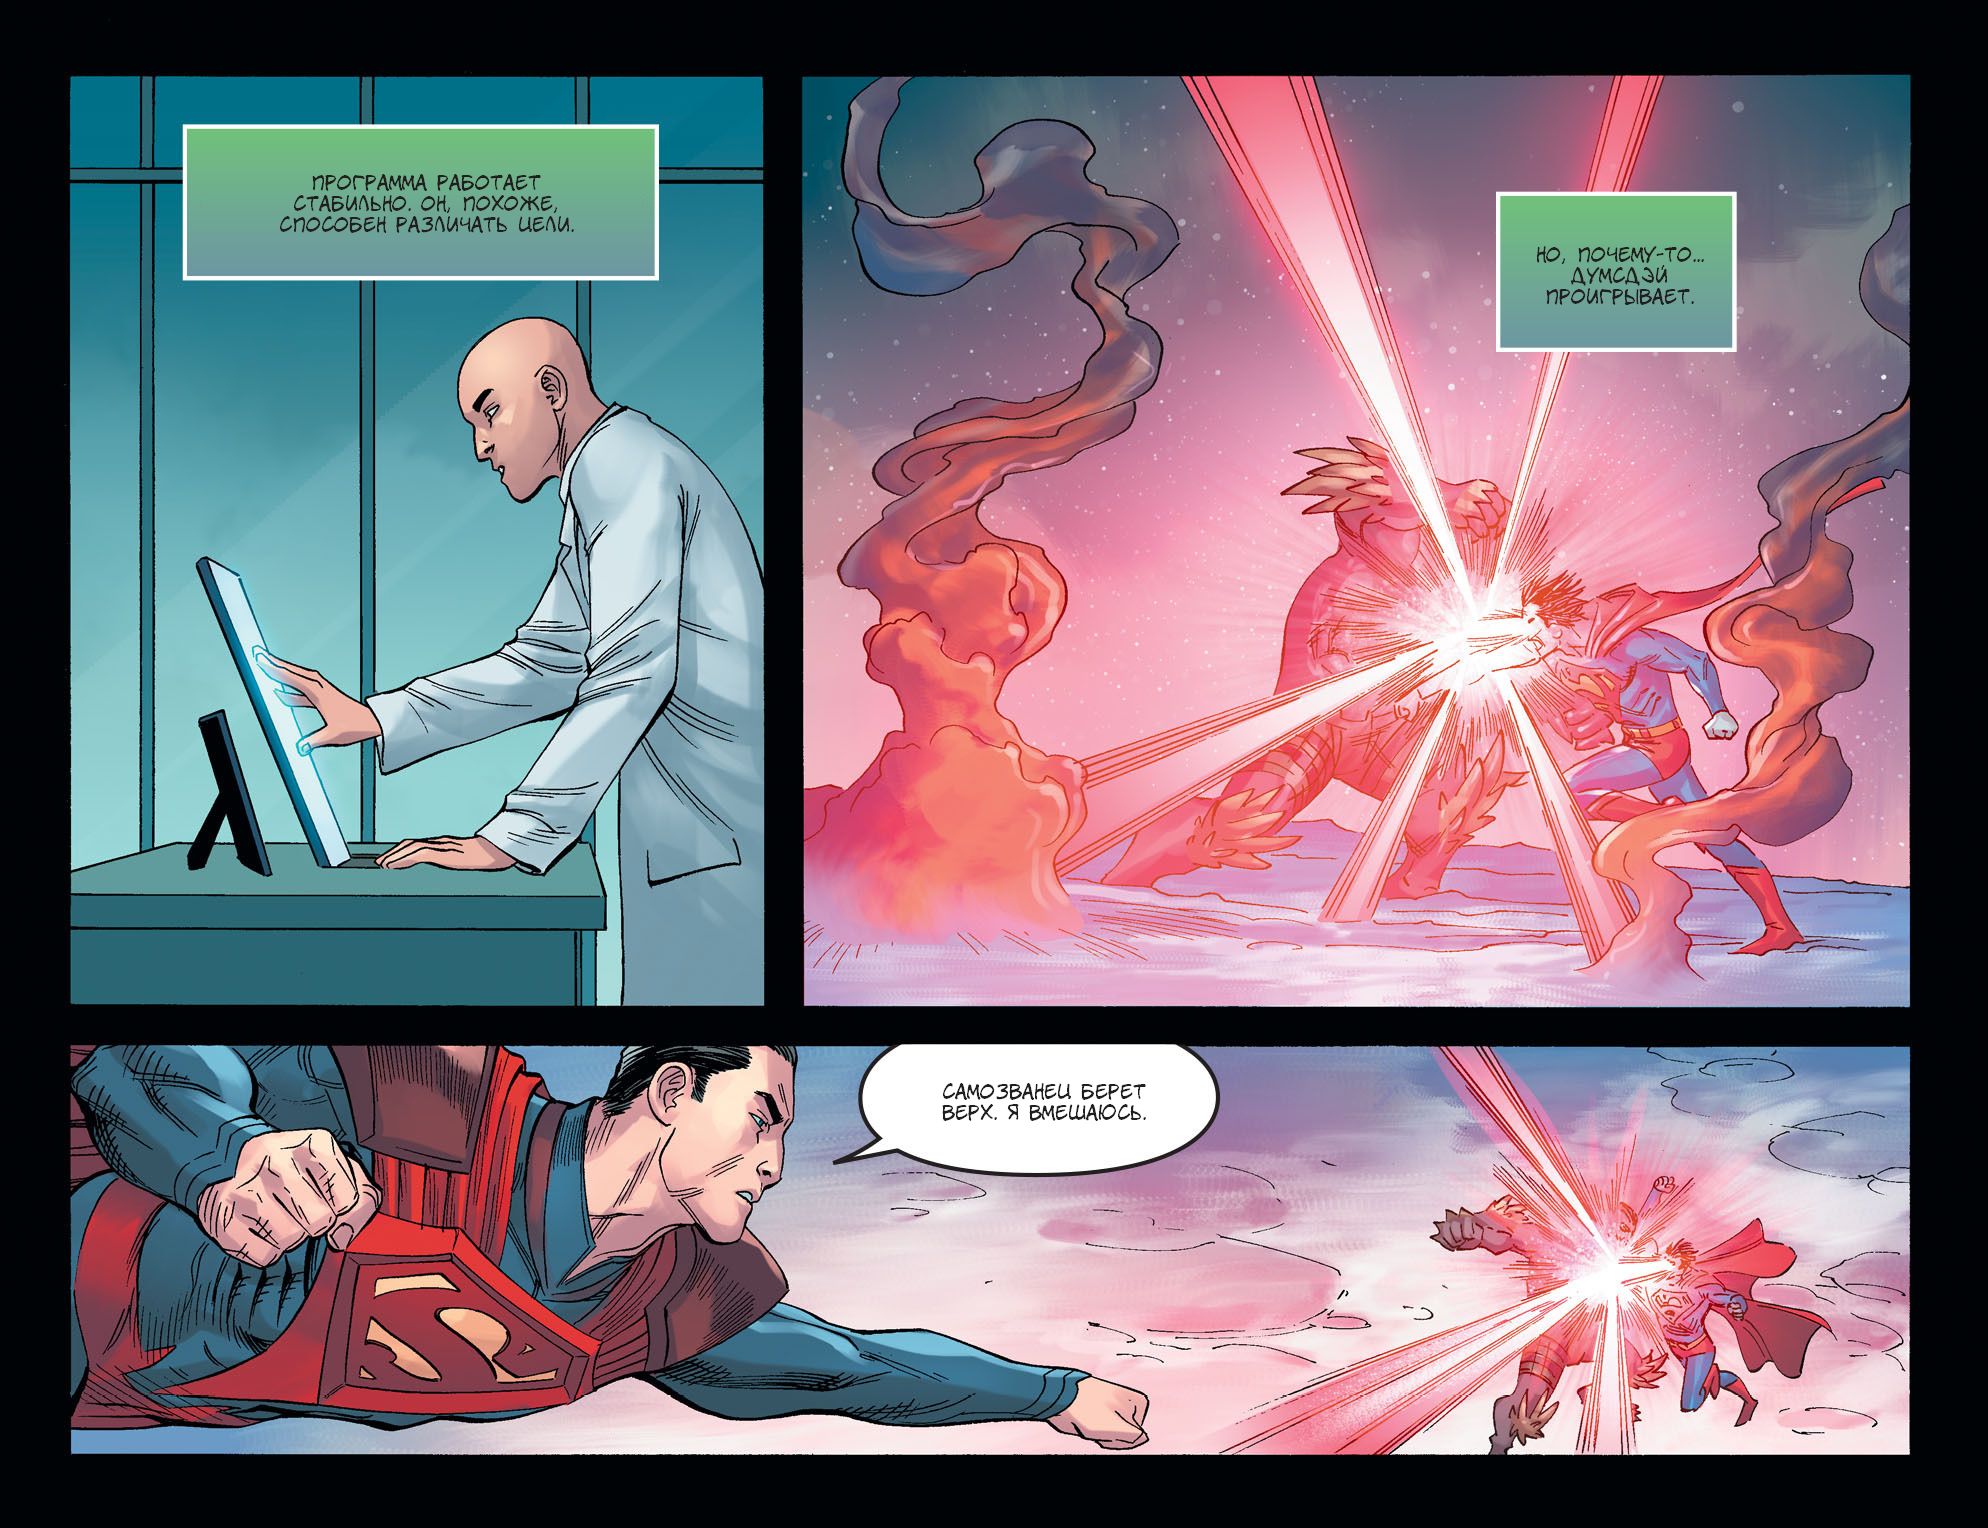 ПРОГРАММА РАБОТАЕТ
СТАБИЛЬНО. ОН, ПОХОЖЕ,
СПОСОБЕН РАЗЛИЧАТЬ ЦЕЛИ.
НО, ПОЧЕМУ-ТО...
ДУМСДЭЙ
ПРОИГРЫВАЕТ.
САМОЗВАНЕЦ БЕРЕТ
ВЕРХ. Я ВМЕШАЮСЬ.